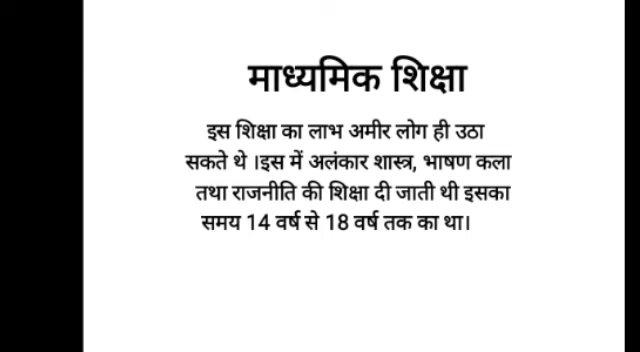 माध्यमिक शिक्षा
इस शिक्षा का लाभ अमीर लोग ही उठा
सकते थे ।इस में अलंकार शास्त्र, भाषण कला
तथा राजनीति की शिक्षा दी जाती थी इसका
समय 14 वर्ष से 18 वर्ष तक का था।